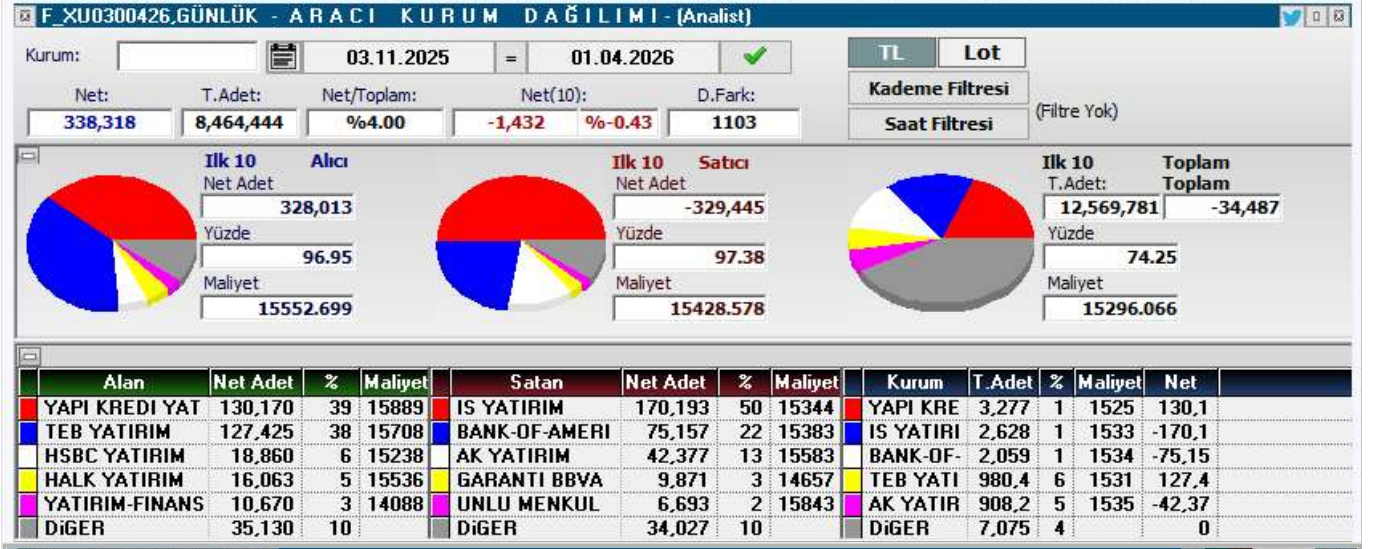 F_XU0300426,GÜNLÜK - ARACI KURUM DAĞILIMI - (Analist)
Kurum: 03.11.2025 = 01.04.2026 TL Lot
Kademe Filtresi
Net: T.Adet: Net/Toplam: Net(10): D.Fark:
338,318 8,464,444 %4.00 -1,432 %-0.43 1103 Saat Filtresi (Filtre Yok)
Ilk 10 Alıcı Ilk 10 Satıcı Ilk 10 Toplam
Net Adet Net Adet T.Adet: Toplam
328,013 -329,445 12,569,781 -34,487
Yüzde Yüzde Yüzde
96.95 97.38 74.25
Maliyet Maliyet Maliyet
15552.699 15428.578 15296.066
Alan Net Adet % Maliyet Satan Net Adet % Maliyet Kurum T.Adet % Maliyet Net
YAPI KREDI YAT 130,170 39 15889 IS YATIRIM 170,193 50 15344 YAPI KRE 3,277 1 1525 130,1
TEB YATIRIM 127,425 38 15708 BANK-OF-AMERI 75,157 22 15383 IS YATIRI 2,628 1 1533 -170,1
HSBC YATIRIM 18,860 6 15238 AK YATIRIM 42,377 13 15583 BANK-OF- 2,059 1 1534 -75,15
HALK YATIRIM 16,063 5 15536 GARANTI BBVA 9,871 3 14657 TEB YATI 980,4 6 1531 127,4
YATIRIM-FINANS 10,670 3 14088 UNLU MENKUL 6,693 2 15843 AK YATIR 908,2 5 1535 -42,37
DiGER 35,130 10 DiGER 34,027 10 DiGER 7,075 4 0